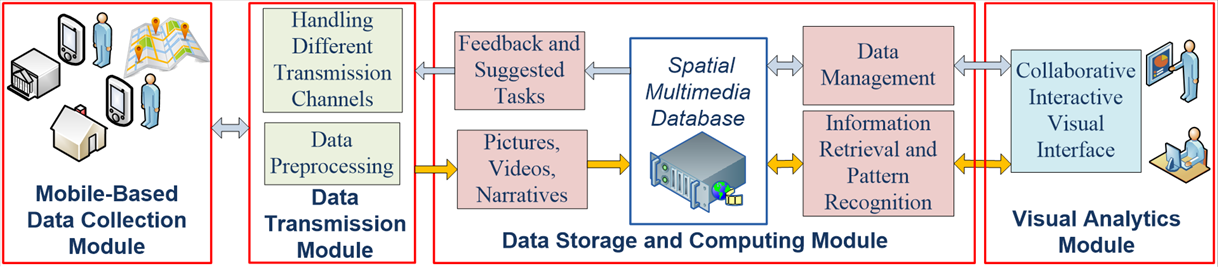 Mobile-Based
Data Collection
Module
Handling
Different
Transmission
Channels
Data
Preprocessing
Data
Transmission
Module
Feedback and
Suggested
Tasks
Pictures,
Videos,
Narratives
Spatial
Multimedia
Database
Data
Management
Information
Retrieval and
Pattern
Recognition
Data Storage and Computing Module
Collaborative
Interactive
Visual
Interface
Visual Analytics
Module